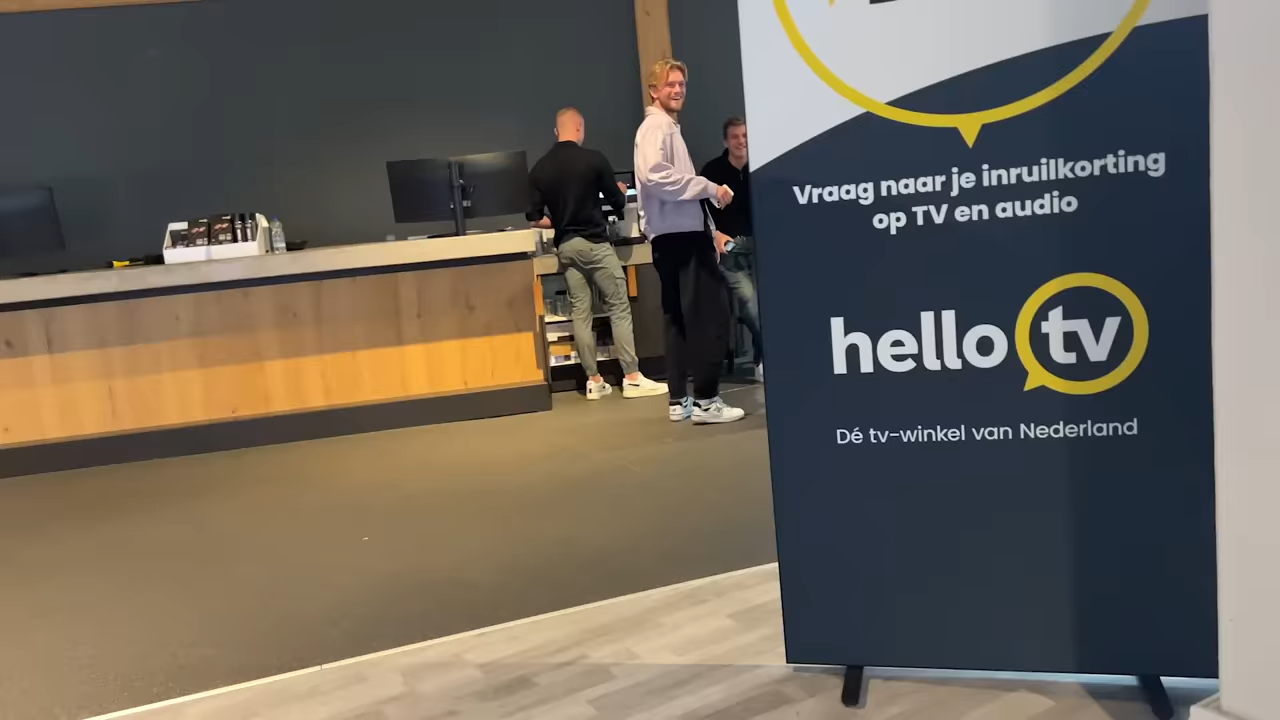 Vraag naar je inruilkorting
op TV en audio
hello tv
Dé tv-winkel van Nederland